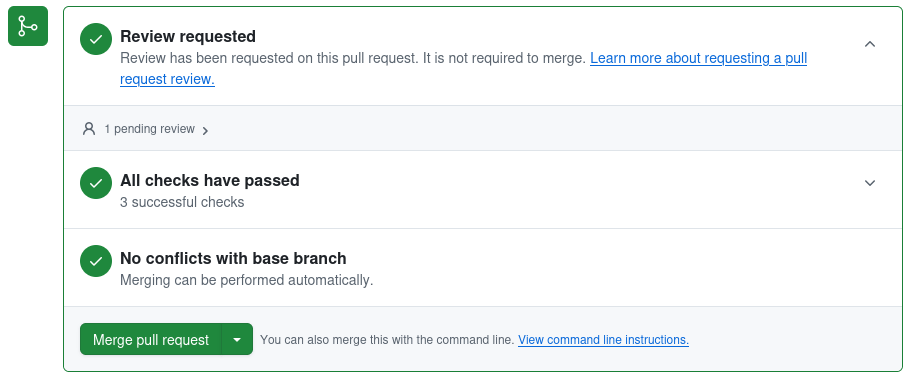 Review requested
Review has been requested on this pull request. It is not required to merge. Learn more about requesting a pull
request review.
1 pending review
All checks have passed
3 successful checks
No conflicts with base branch
Merging can be performed automatically.
Merge pull request
You can also merge this with the command line. View command line instructions.